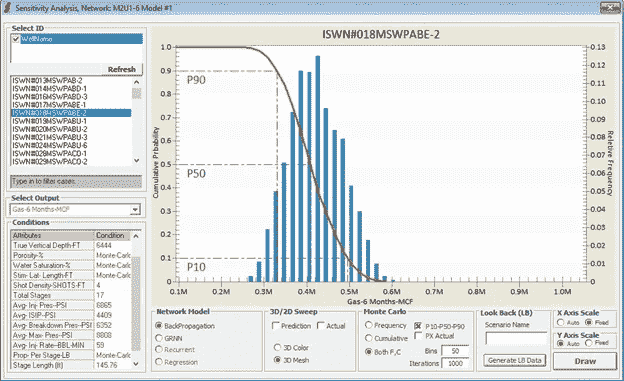 Sensitivity Analysis, Network: M2U1-6 Model #1
Select ID
WellName
Refresh
ISWN#013MSWPAB-2
ISWN#014MSWPABD-1
ISWN#016MSWPABD-3
ISWN#017MSWPABE-1
ISWN#018MSWPABE-2
ISWN#019MSWPABU-1
ISWN#020MSWPABU-2
ISWN#021MSWPABU-3
ISWN#024MSWPABU-6
ISWN#028MSWPACO-1
ISWN#029MSWPACO-2
Type in to filter cases.
Select Output
Gas-6 Months-MCF
Conditions
Attributes Condition
True Vertical Depth-FT 6444
Porosity-% Monte-Carlo
Water Saturation-% Monte-Carlo
Stim-Lat-Length-FT Monte-Carlo
Shot Density-SHOTS-FT 4
Total Stages 17
Avg-Inj-Pres-PSI 6865
Avg-ISIP-PSI 4409
Avg-Breakdown Pres-PSI 6352
Avg-Max-Pres-PSI 8808
Avg-Inj Rate-BBL-MIN 59
Prop-Per Stage-LB Monte-Carlo
Stage Length (ft) 145.76
ISWN#018MSWPABE-2
Cumulative Prbability
1.0
0.9
0.8
0.7
0.6
0.5
0.4
0.3
0.2
0.1
0.0
P90
P50
P10
0.13
0.12
0.11
0.10
0.09
0.08
0.07
0.06
0.05
0.04
0.03
0.02
0.01
0
Relative Frequency
0.1M 0.2M 0.3M 0.4M 0.5M 0.6M 0.7M 0.8M 0.9M 1.0M
Gas-6 Months-MCF
Network Model
BackPropagation
GRNN
Recurrent
Regression
3D/2D Sweep
Prediction Actual
3D Color
3D Mesh
Monte Carlo
Frequency P10-P50-P90
Cumulative PX Actual
Both F,C Bins 50
Iterations 1000
Look Back (LB)
Scenario Name
Generate LB Data
X Axis Scale
Auto Fixed
Y Axis Scale
Auto Fixed
Draw